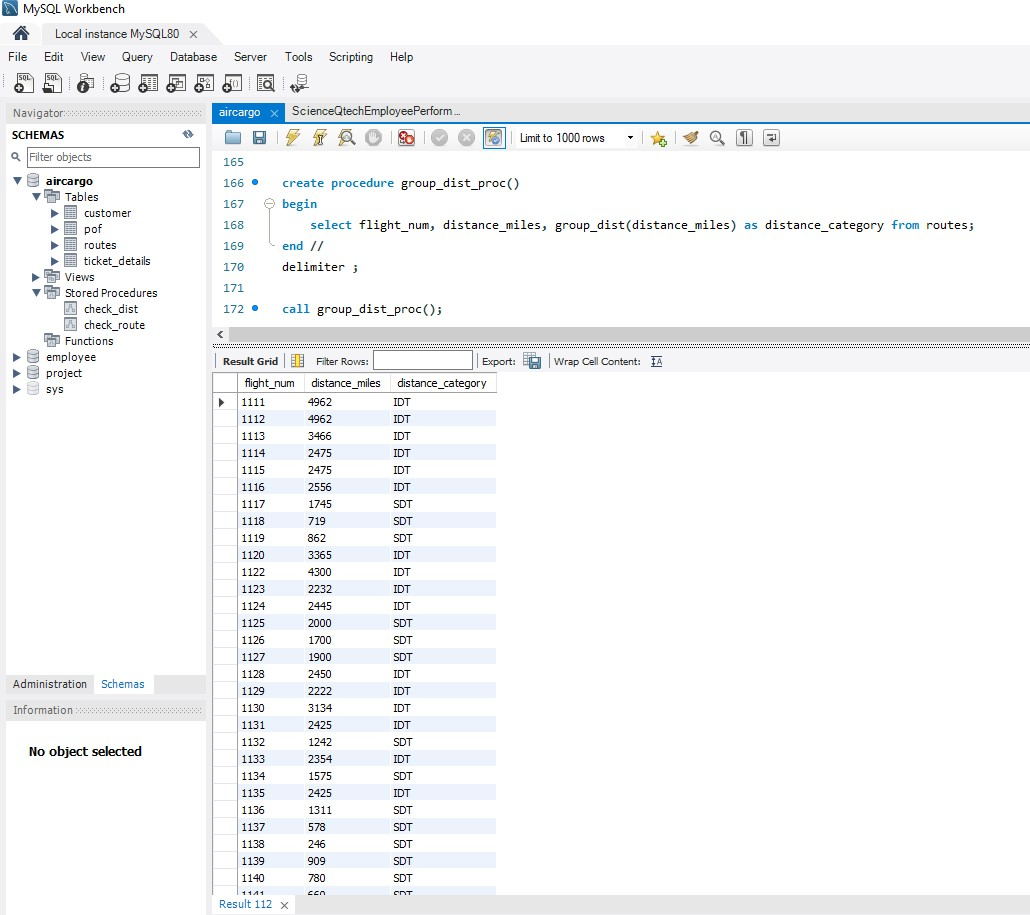 MySQL Workbench
Local instance MySQL80
File Edit View Query Database Server Tools Scripting Help
Navigator
SCHEMAS
Filter objects
aircargo
Tables
customer
pof
routes
ticket_details
Views
Stored Procedures
check_dist
check_route
Functions
employee
project
sys
Administration Schemas
Information
No object selected
aircargo ScienceQtechEmployeePerform...
Limit to 1000 rows
165
166 create procedure group_dist_proc()
167 begin
168 select flight_num, distance_miles, group_dist(distance_miles) as distance_category from routes;
169 end //
170 delimiter ;
171
172 call group_dist_proc();
Result Grid Filter Rows: Export: Wrap Cell Content:
flight_num distance_miles distance_category
1111 4962 IDT
1112 4962 IDT
1113 3466 IDT
1114 2475 IDT
1115 2475 IDT
1116 2556 IDT
1117 1745 SDT
1118 719 SDT
1119 862 SDT
1120 3365 IDT
1122 4300 IDT
1123 2232 IDT
1124 2445 IDT
1125 2000 SDT
1126 1700 SDT
1127 1900 SDT
1128 2450 IDT
1129 2222 IDT
1130 3134 IDT
1131 2425 IDT
1132 1242 SDT
1133 2354 IDT
1134 1575 SDT
1135 2425 IDT
1136 1311 SDT
1137 578 SDT
1138 246 SDT
1139 909 SDT
1140 780 SDT
Result 112